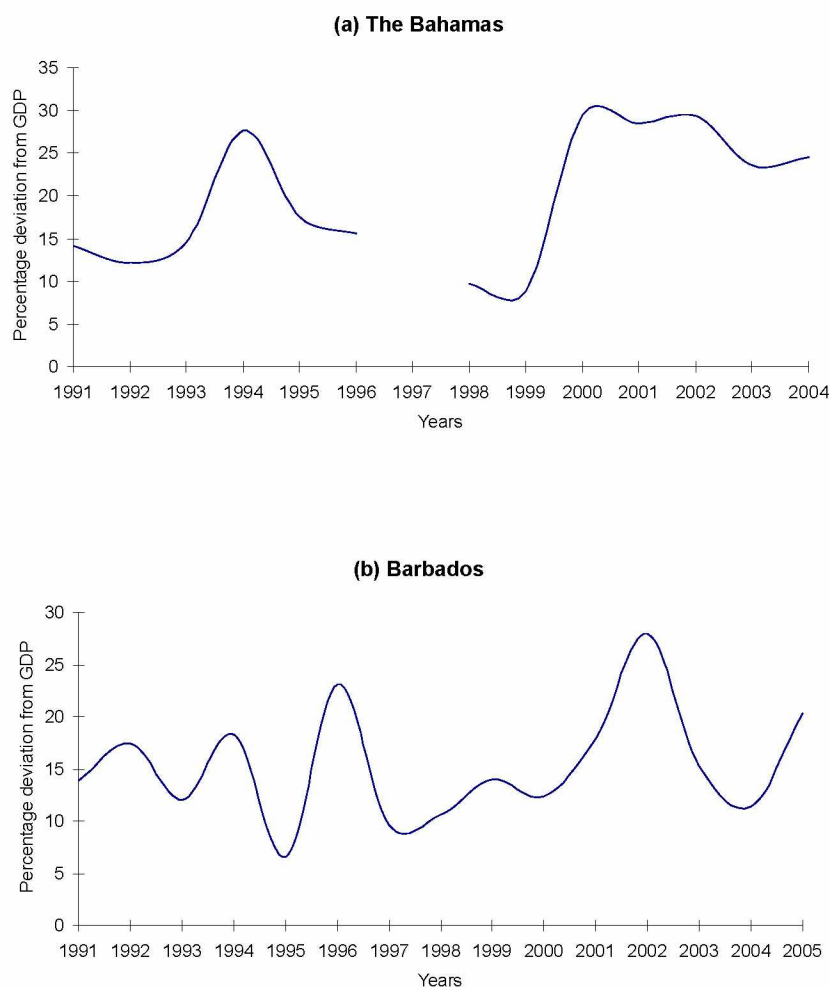 (a) The Bahamas
Percentage deviation from GDP
35
30
25
20
15
10
5
0
1991 1992 1993 1994 1995 1996 1997 1998 1999 2000 2001 2002 2003 2004
Years
(b) Barbados
Percentage deviation from GDP
30
25
20
15
10
5
0
1991 1992 1993 1994 1995 1996 1997 1998 1999 2000 2001 2002 2003 2004 2005
Years